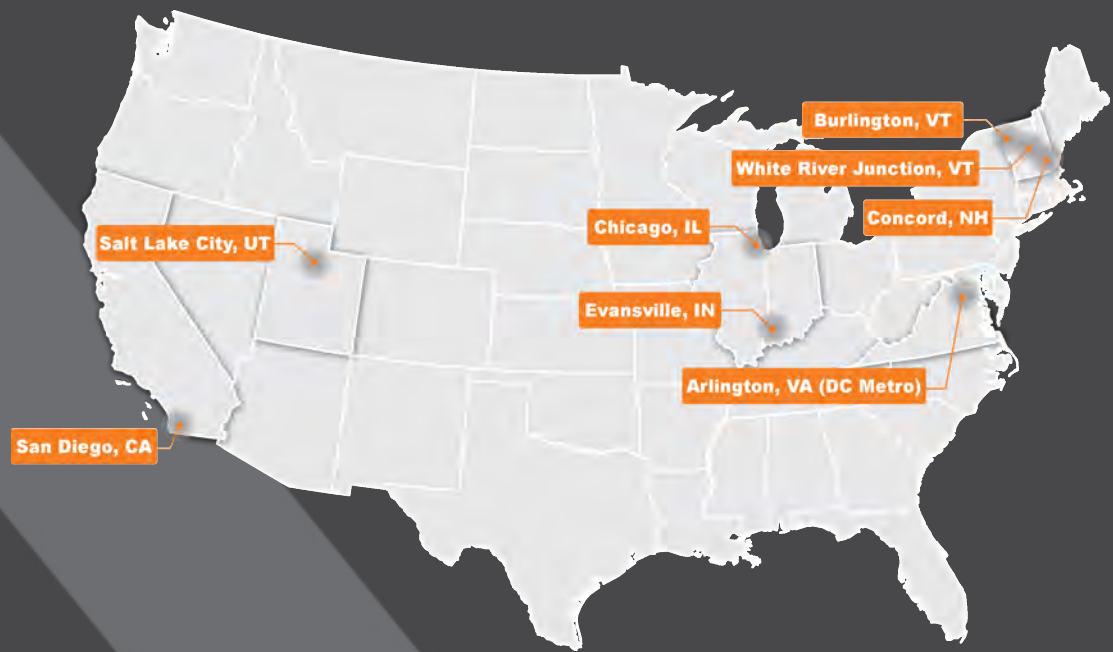 Burlington, VT
White River Junction, VT
Concord, NH
Chicago, IL
Salt Lake City, UT
Evansville, IN
Arlington, VA (DC Metro)
San Diego, CA